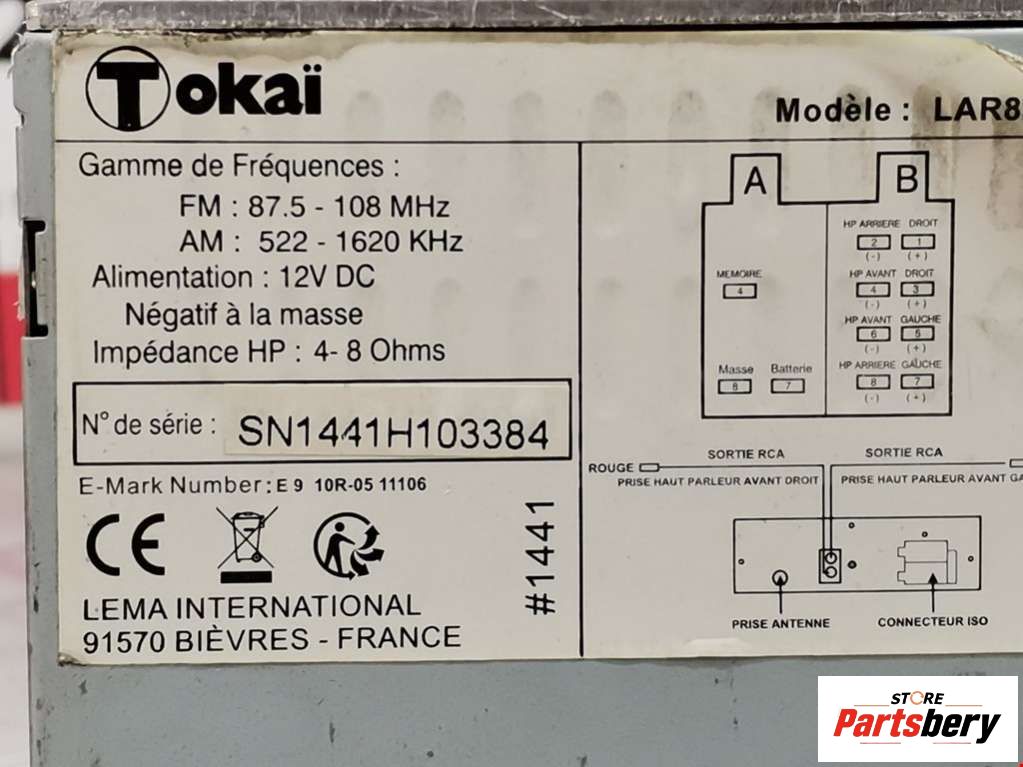 Tokaï
Modèle : LAR8
Gamme de Fréquences :
FM : 87.5 - 108 MHz
AM : 522 - 1620 KHz
Alimentation : 12V DC
Négatif à la masse
Impédance HP : 4- 8 Ohms
N° de série : SN1441H103384
E-Mark Number: E 9 10R-05 11106
CE
LEMA INTERNATIONAL
91570 BIÈVRES - FRANCE
#1441
A B
HP ARRIERE DROIT
2 1
(-) (+)
MEMOIRE
4
HP AVANT DROIT
4 3
(-) (+)
HP AVANT GAUCHE
6 5
(-) (+)
Masse Batterie
8 7
HP ARRIERE GAUCHE
8 7
(-) (+)
SORTIE RCA SORTIE RCA
ROUGE
PRISE HAUT PARLEUR AVANT DROIT PRISE HAUT PARLEUR AVANT GA
PRISE ANTENNE CONNECTEUR ISO
STORE
Partsbery